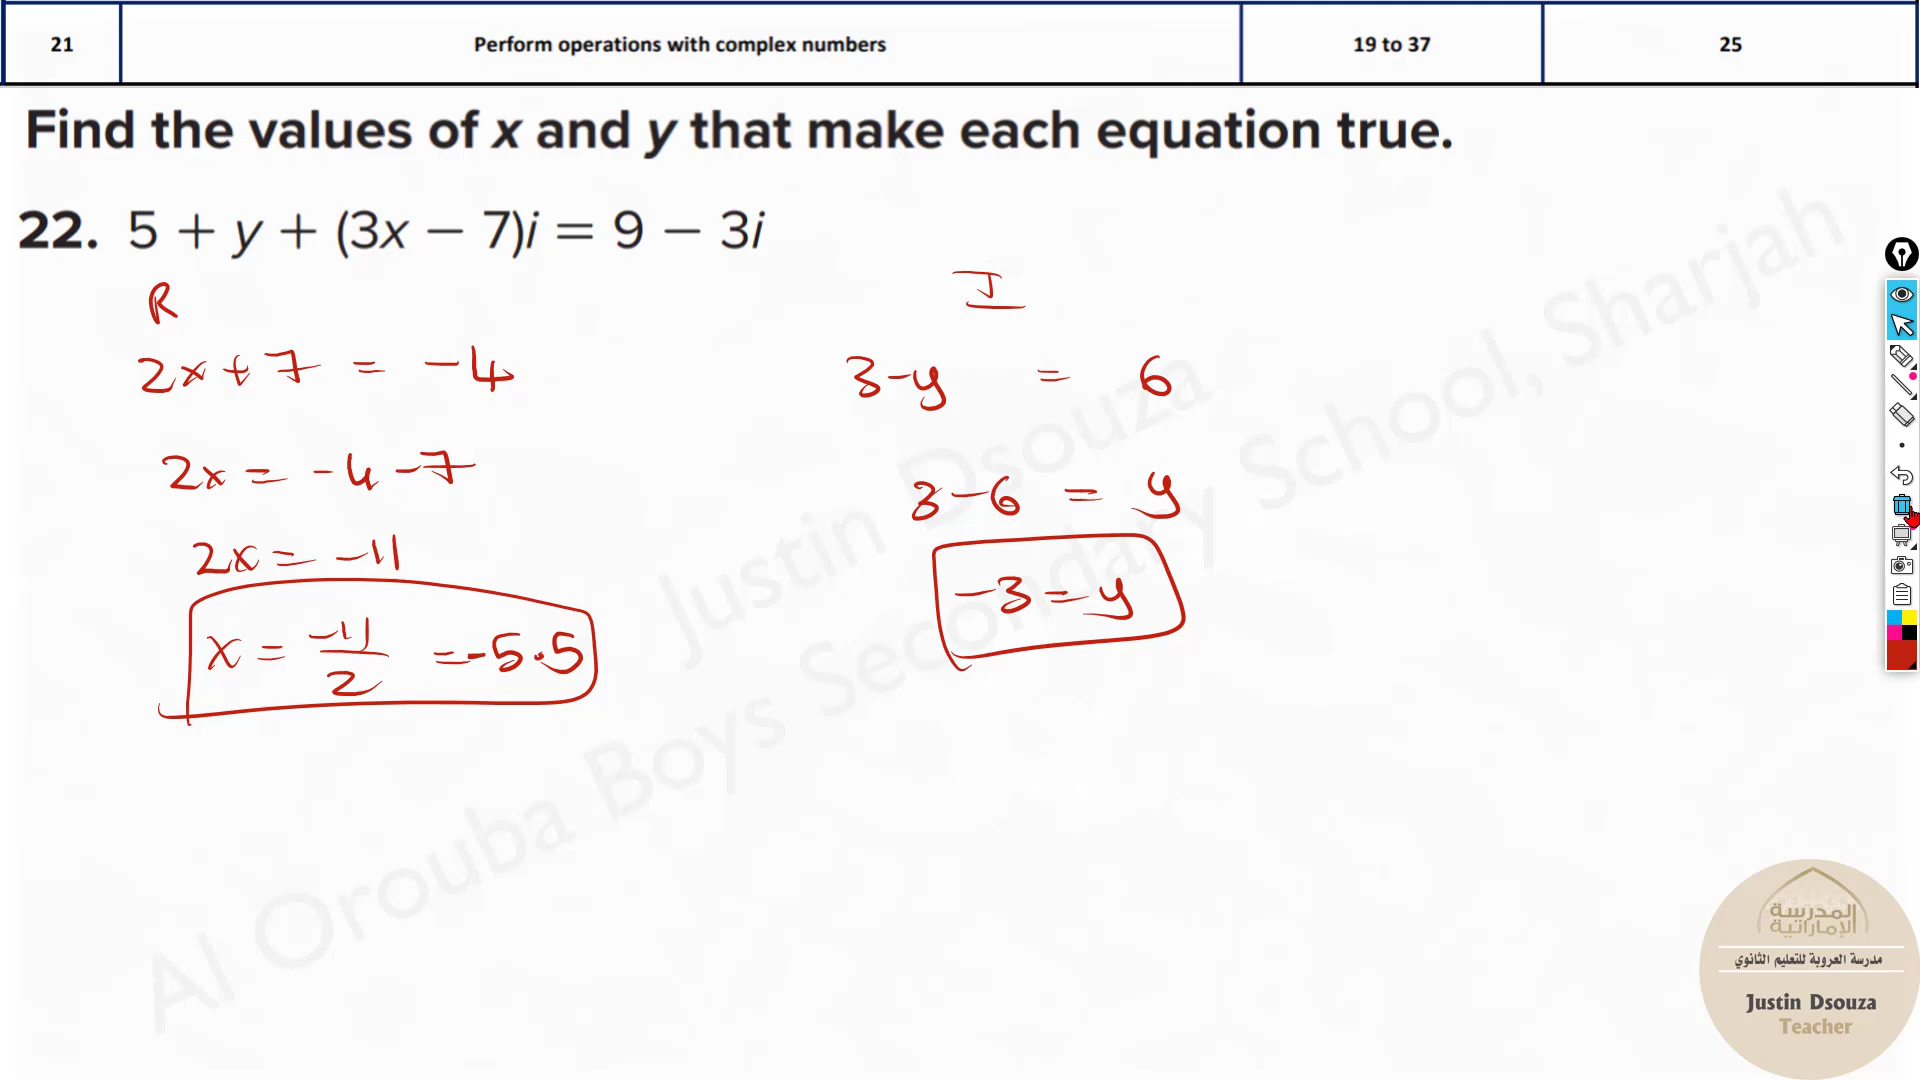 21 Perform operations with complex numbers 19 to 37 25
Find the values of x and y that make each equation true.
22. 5 + y + (3x − 7)i = 9 − 3i
R
2x + 7 = -4
2x = -4 -7
2x = -11
x = -11/2 = -5.5
I
3-y = 6
3-6 = y
-3 = y
Justin Dsouza
Al Orouba Boys Secondary School, Sharjah
المدرسة
الإماراتية
مدرسة العروبة للتعليم الثانوي
Justin Dsouza
Teacher